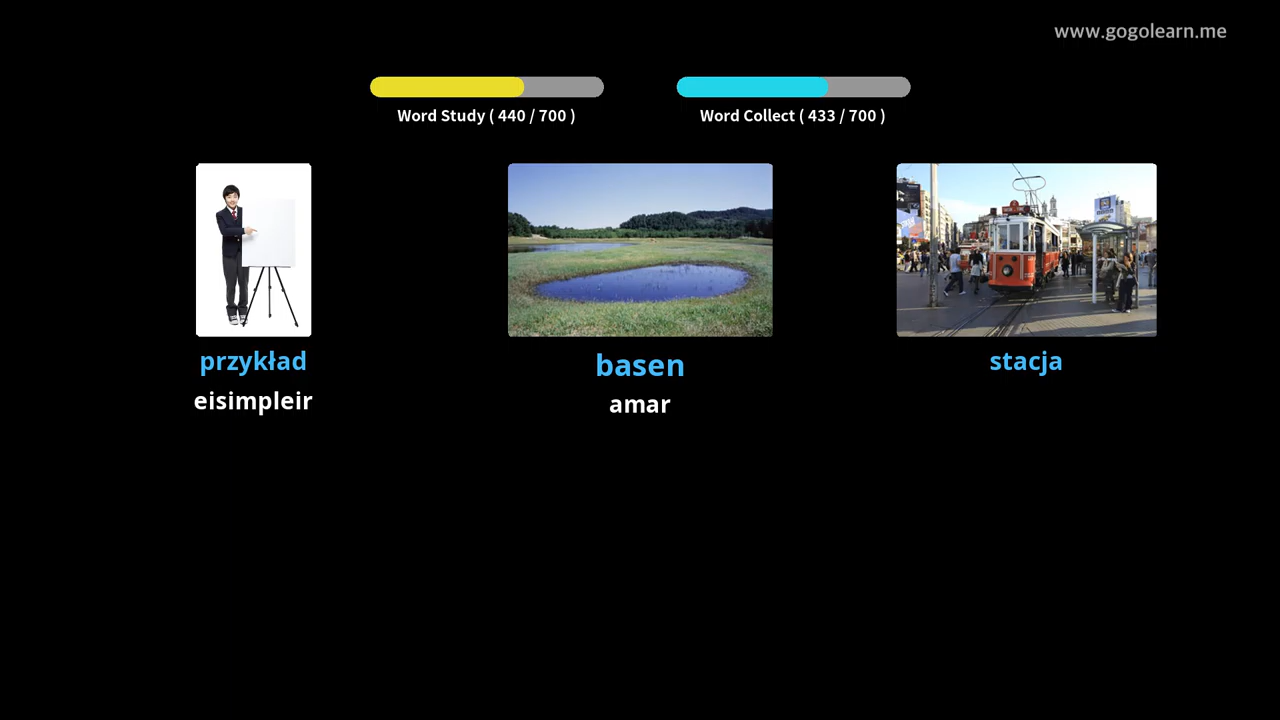 www.gogolearn.me
Word Study ( 440 / 700 )
Word Collect ( 433 / 700 )
przykład
basen
stacja
eisimpleir
amar